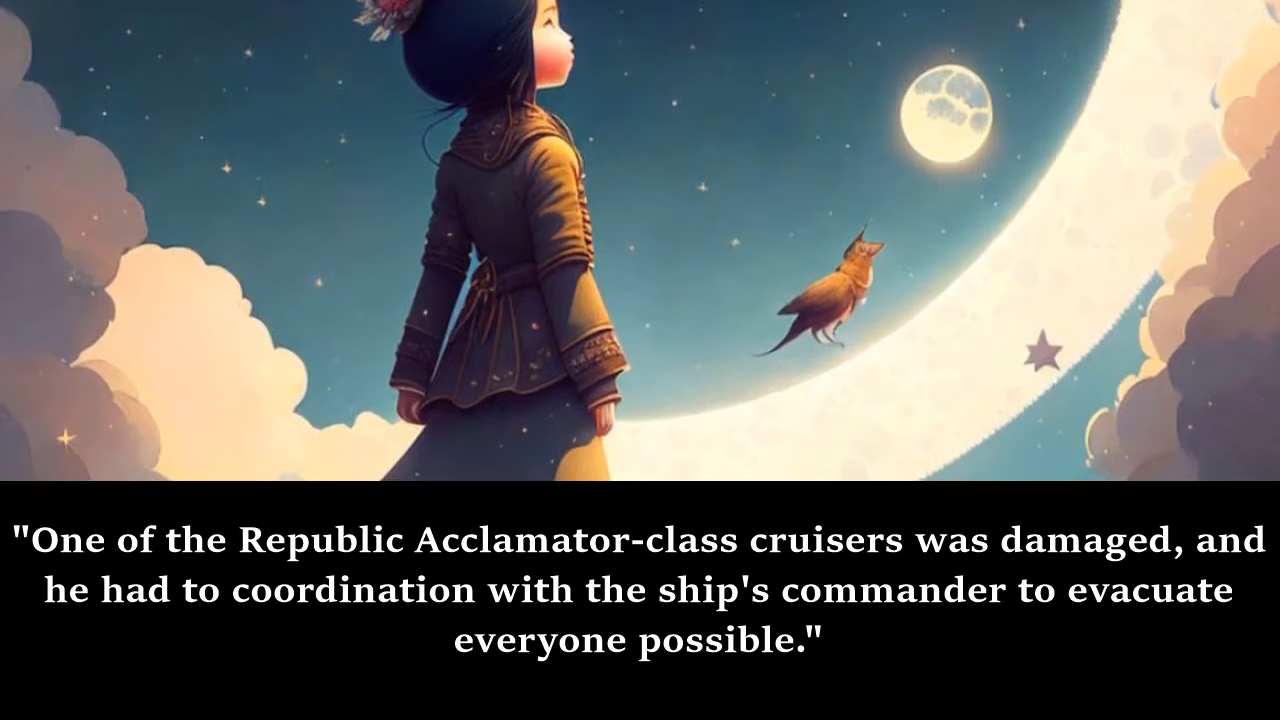 "One of the Republic Acclamator-class cruisers was damaged, and
he had to coordination with the ship's commander to evacuate
everyone possible."